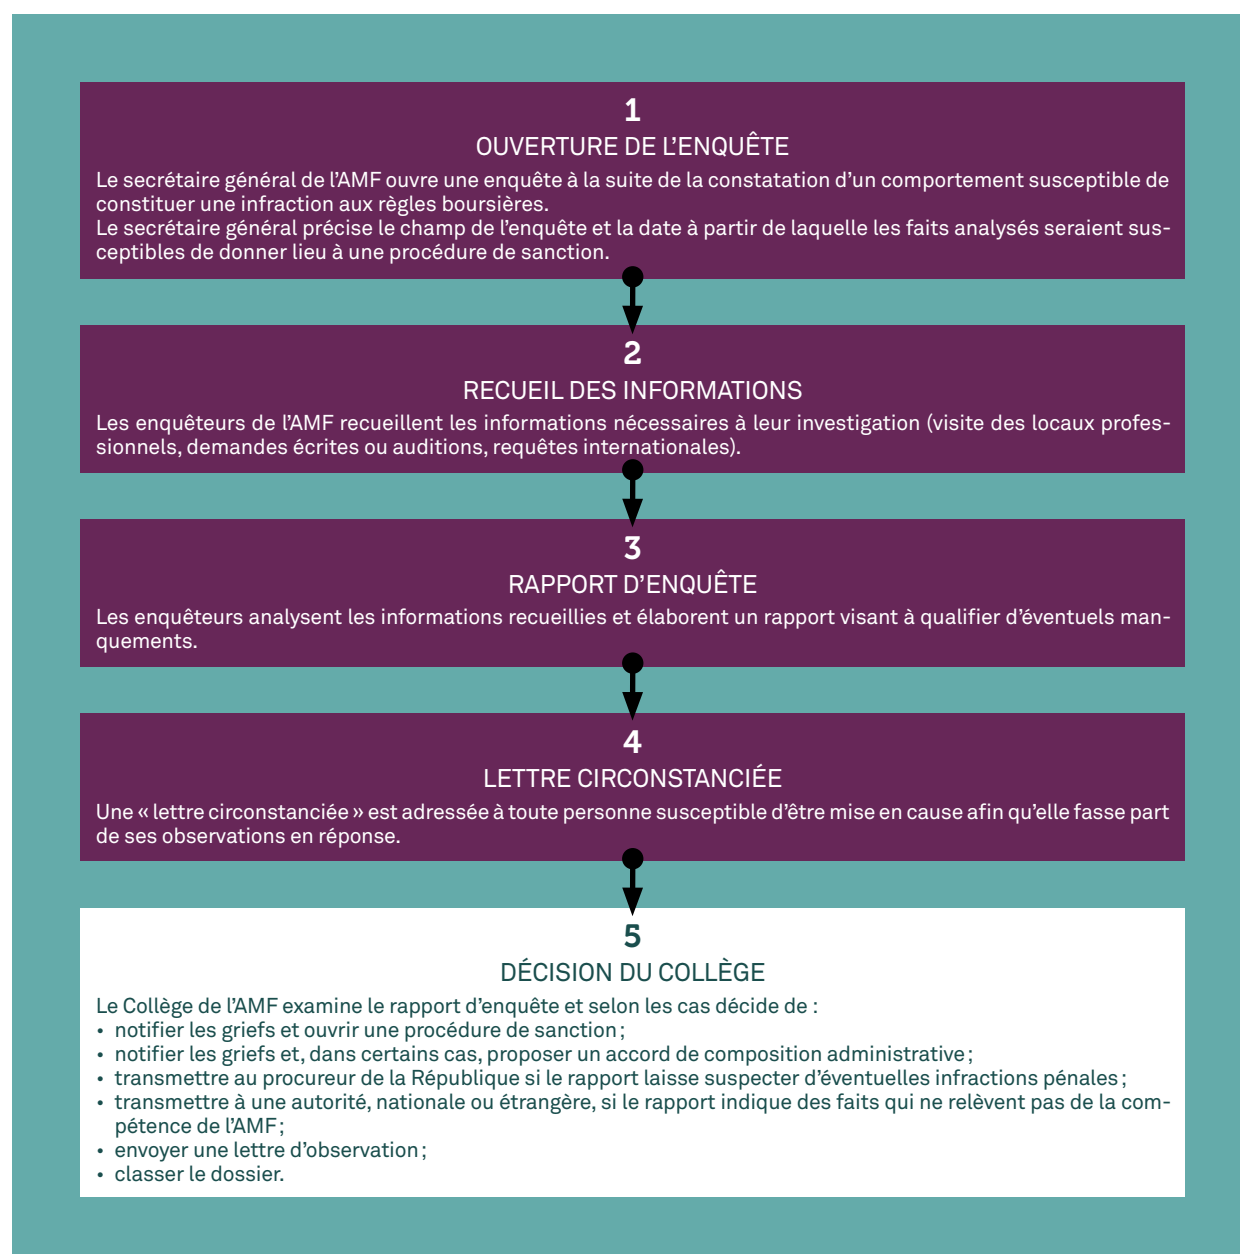 1
OUVERTURE DE L’ENQUÊTE
Le secrétaire général de l’AMF ouvre une enquête à la suite de la constatation d’un comportement susceptible de
constituer une infraction aux règles boursières.
Le secrétaire général précise le champ de l’enquête et la date à partir de laquelle les faits analysés seraient sus-
ceptibles de donner lieu à une procédure de sanction.
2
RECUEIL DES INFORMATIONS
Les enquêteurs de l’AMF recueillent les informations nécessaires à leur investigation (visite des locaux profes-
sionnels, demandes écrites ou auditions, requêtes internationales).
3
RAPPORT D’ENQUÊTE
Les enquêteurs analysent les informations recueillies et élaborent un rapport visant à qualifier d’éventuels man-
quements.
4
LETTRE CIRCONSTANCIÉE
Une « lettre circonstanciée » est adressée à toute personne susceptible d’être mise en cause afin qu’elle fasse part
de ses observations en réponse.
5
DÉCISION DU COLLÈGE
Le Collège de l’AMF examine le rapport d’enquête et selon les cas décide de :
• notifier les griefs et ouvrir une procédure de sanction ;
• notifier les griefs et, dans certains cas, proposer un accord de composition administrative ;
• transmettre au procureur de la République si le rapport laisse suspecter d’éventuelles infractions pénales ;
• transmettre à une autorité, nationale ou étrangère, si le rapport indique des faits qui ne relèvent pas de la com-
pétence de l’AMF ;
• envoyer une lettre d’observation ;
• classer le dossier.